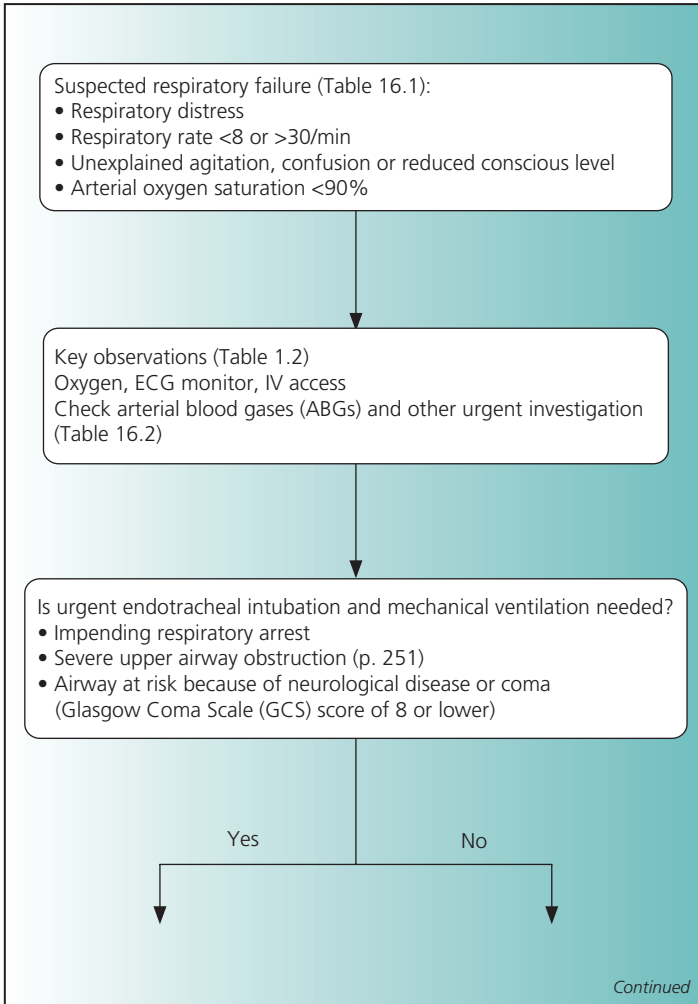 Suspected respiratory failure (Table 16.1):
• Respiratory distress
• Respiratory rate <8 or >30/min
• Unexplained agitation, confusion or reduced conscious level
• Arterial oxygen saturation <90%
Key observations (Table 1.2)
Oxygen, ECG monitor, IV access
Check arterial blood gases (ABGs) and other urgent investigation
(Table 16.2)
Is urgent endotracheal intubation and mechanical ventilation needed?
• Impending respiratory arrest
• Severe upper airway obstruction (p. 251)
• Airway at risk because of neurological disease or coma
(Glasgow Coma Scale (GCS) score of 8 or lower)
Yes
No
Continued